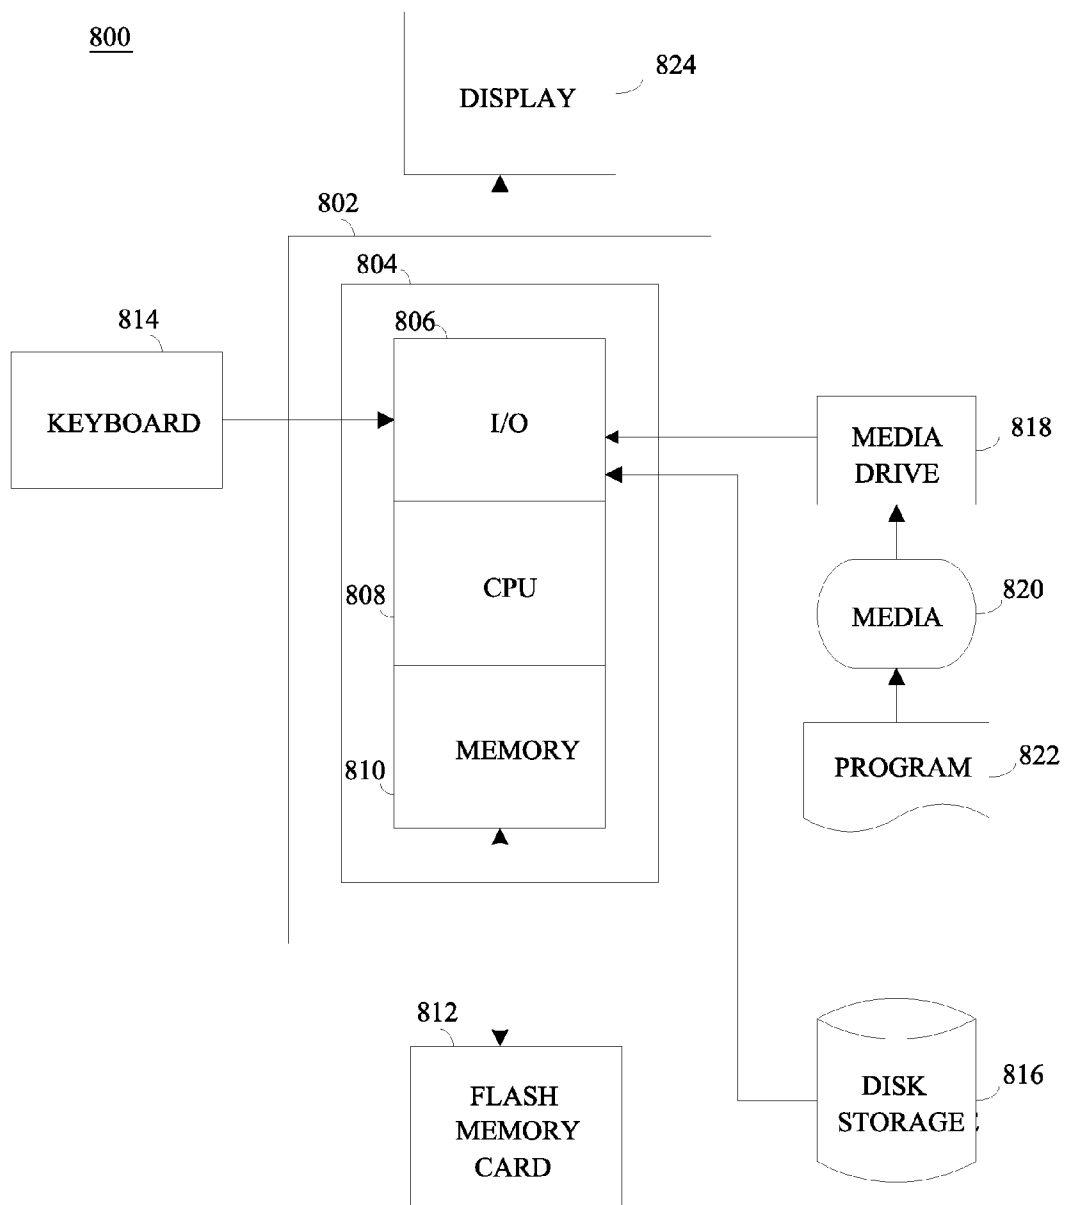 800
DISPLAY
824
802
804
806
814
KEYBOARD
I/O
MEDIA
DRIVE
818
808
CPU
820
MEDIA
810
MEMORY
PROGRAM
822
812
FLASH
MEMORY
CARD
DISK
STORAGE
816